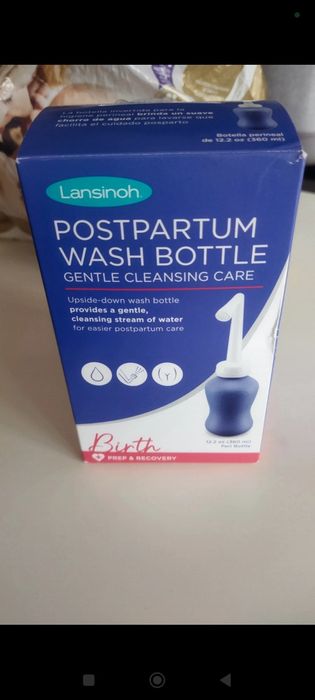 La botella invertida para la
higiene perineal brinda un suave
chorro de agua para lavarse que
facilita el cuidado posparto
Botella perineal
de 12.2 oz (360 ml)
Lansinoh
POSTPARTUM
WASH BOTTLE
GENTLE CLEANSING CARE
Upside-down wash bottle
provides a gentle,
cleansing stream of water
for easier postpartum care
Birth
PREP & RECOVERY
12.2 oz (360 ml)
Peri Bottle